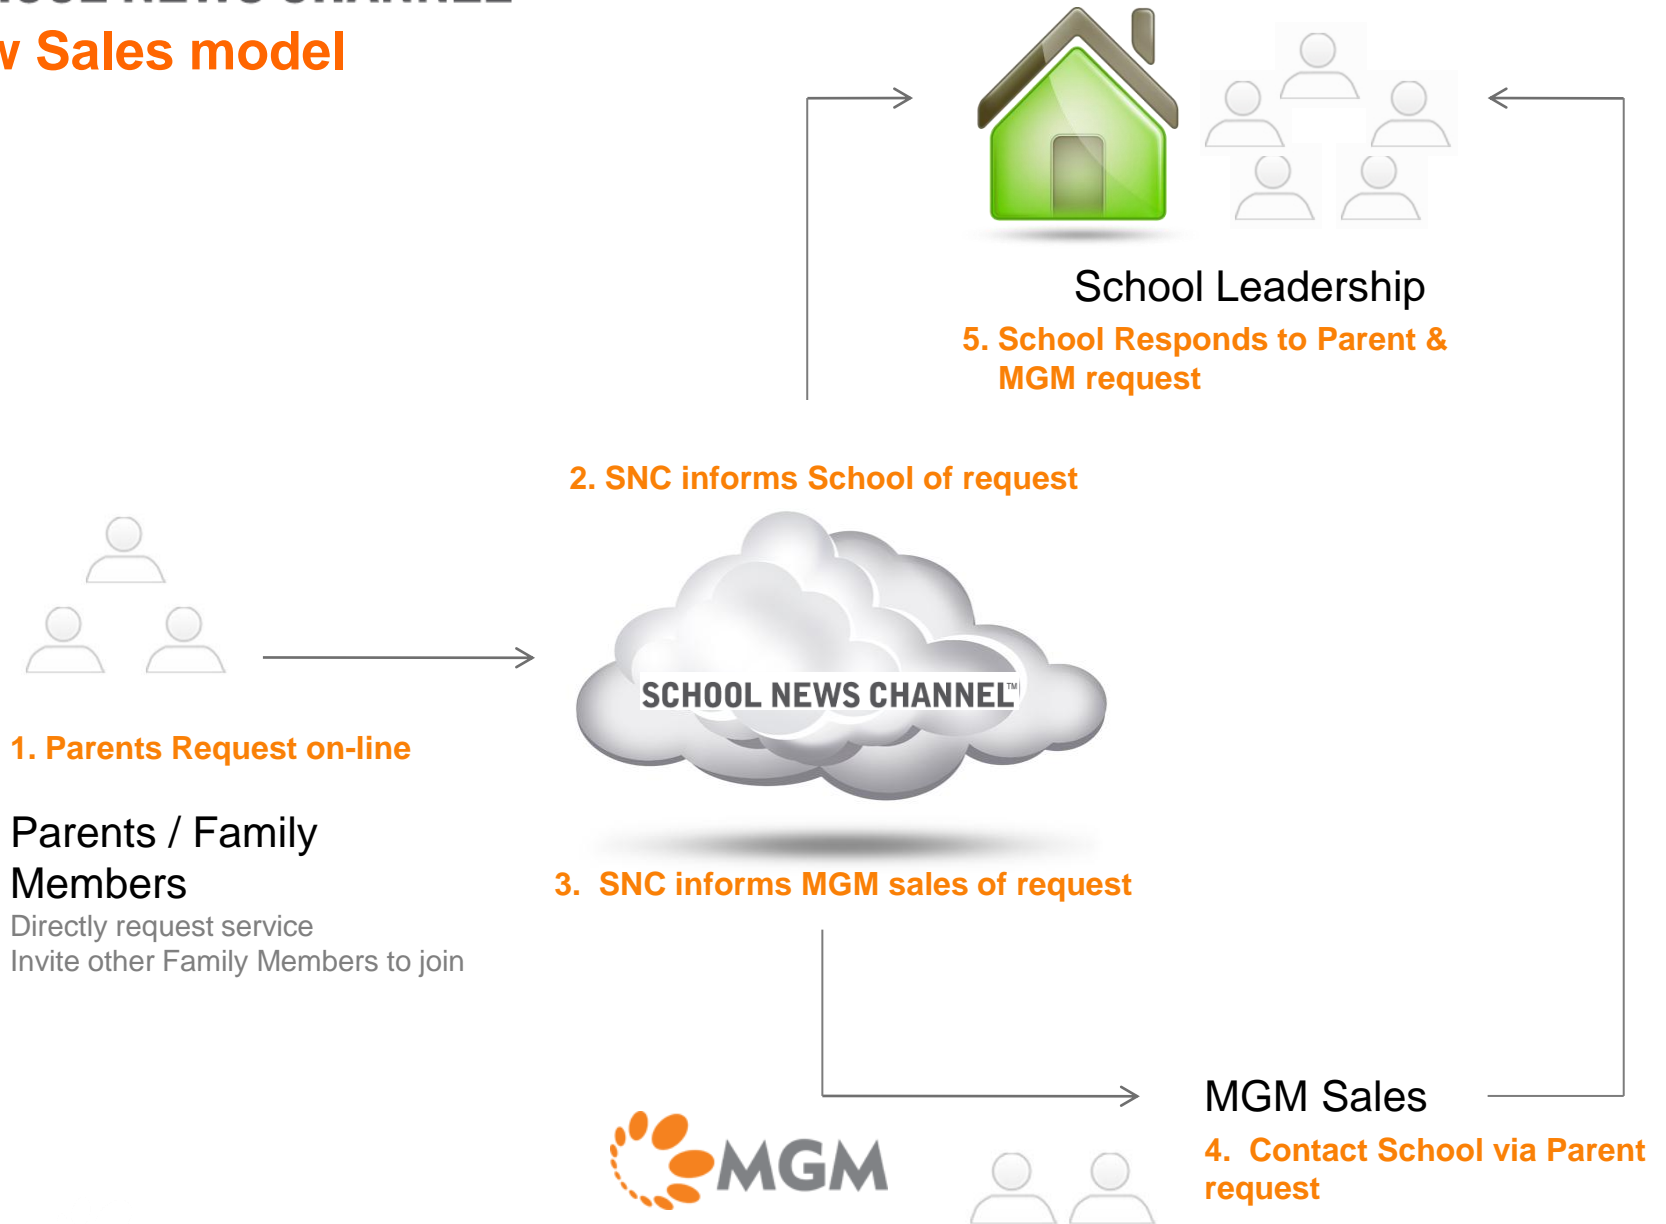 NEWS CHANNEL
Sales model
School Leadership
5. School Responds to Parent &
MGM request
2. SNC informs School of request
SCHOOL NEWS CHANNEL™
1. Parents Request on-line
Parents / Family
Members
Directly request service
Invite other Family Members to join
3. SNC informs MGM sales of request
MGM Sales
4. Contact School via Parent
request
MGM